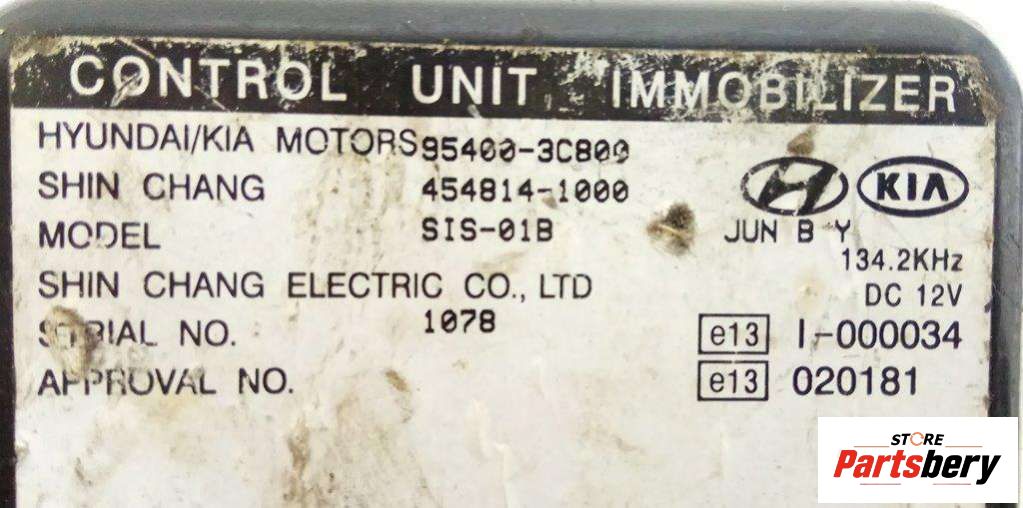 CONTROL UNIT IMMOBILIZER
HYUNDAI/KIA MOTORS 95400-3C800
SHIN CHANG 454814-1000
KIA
MODEL SIS-01B
JUN B Y
134.2KHz
SHIN CHANG ELECTRIC CO., LTD
DC 12V
SERIAL NO. 1078
e13 I-000034
APPROVAL NO.
e13 020181
STORE
Partsbery